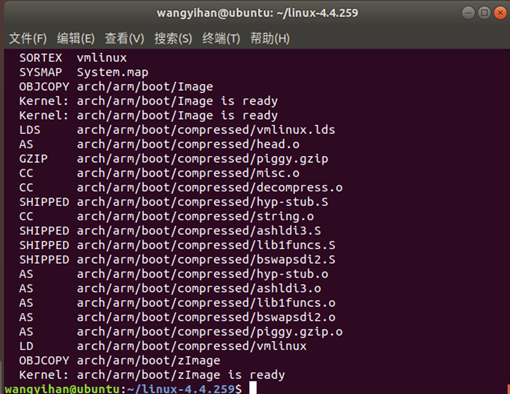 wangyihan@ubuntu: ~/linux-4.4.259
文件(F) 编辑(E) 查看(V) 搜索(S) 终端(T) 帮助(H)
SORTEX vmlinux
SYSMAP System.map
OBJCOPY arch/arm/boot/Image
Kernel: arch/arm/boot/Image is ready
Kernel: arch/arm/boot/Image is ready
LDS arch/arm/boot/compressed/vmlinux.lds
AS arch/arm/boot/compressed/head.o
GZIP arch/arm/boot/compressed/piggy.gzip
CC arch/arm/boot/compressed/misc.o
CC arch/arm/boot/compressed/decompress.o
SHIPPED arch/arm/boot/compressed/hyp-stub.S
CC arch/arm/boot/compressed/string.o
SHIPPED arch/arm/boot/compressed/ashldi3.S
SHIPPED arch/arm/boot/compressed/lib1funcs.S
SHIPPED arch/arm/boot/compressed/bswapsdi2.S
AS arch/arm/boot/compressed/hyp-stub.o
AS arch/arm/boot/compressed/ashldi3.o
AS arch/arm/boot/compressed/lib1funcs.o
AS arch/arm/boot/compressed/bswapsdi2.o
AS arch/arm/boot/compressed/piggy.gzip.o
LD arch/arm/boot/compressed/vmlinux
OBJCOPY arch/arm/boot/zImage
Kernel: arch/arm/boot/zImage is ready
wangyihan@ubuntu:~/linux-4.4.259$